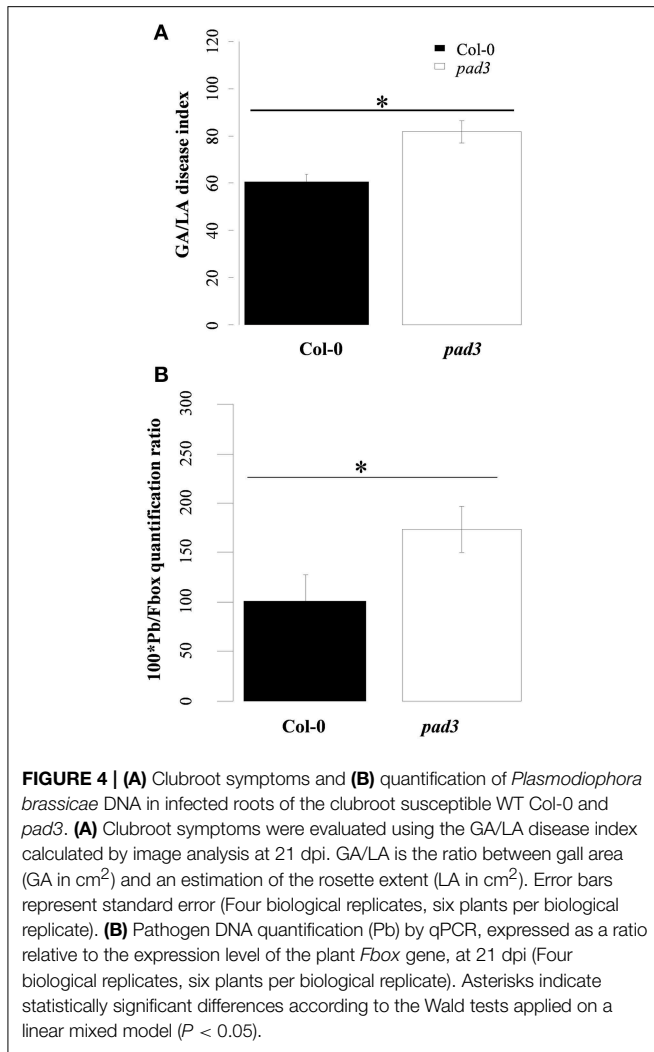 A
Col-0
pad3
GA/LA disease index
0
20
40
60
80
100
120
*
Col-0
pad3
B
100*Pb/Fbox quantification ratio
0
50
100
150
200
250
300
*
Col-0
pad3
FIGURE 4 | (A) Clubroot symptoms and (B) quantification of Plasmodiophora
brassicae DNA in infected roots of the clubroot susceptible WT Col-0 and
pad3. (A) Clubroot symptoms were evaluated using the GA/LA disease index
calculated by image analysis at 21 dpi. GA/LA is the ratio between gall area
(GA in cm²) and an estimation of the rosette extent (LA in cm²). Error bars
represent standard error (Four biological replicates, six plants per biological
replicate). (B) Pathogen DNA quantification (Pb) by qPCR, expressed as a ratio
relative to the expression level of the plant Fbox gene, at 21 dpi (Four
biological replicates, six plants per biological replicate). Asterisks indicate
statistically significant differences according to the Wald tests applied on a
linear mixed model (P < 0.05).